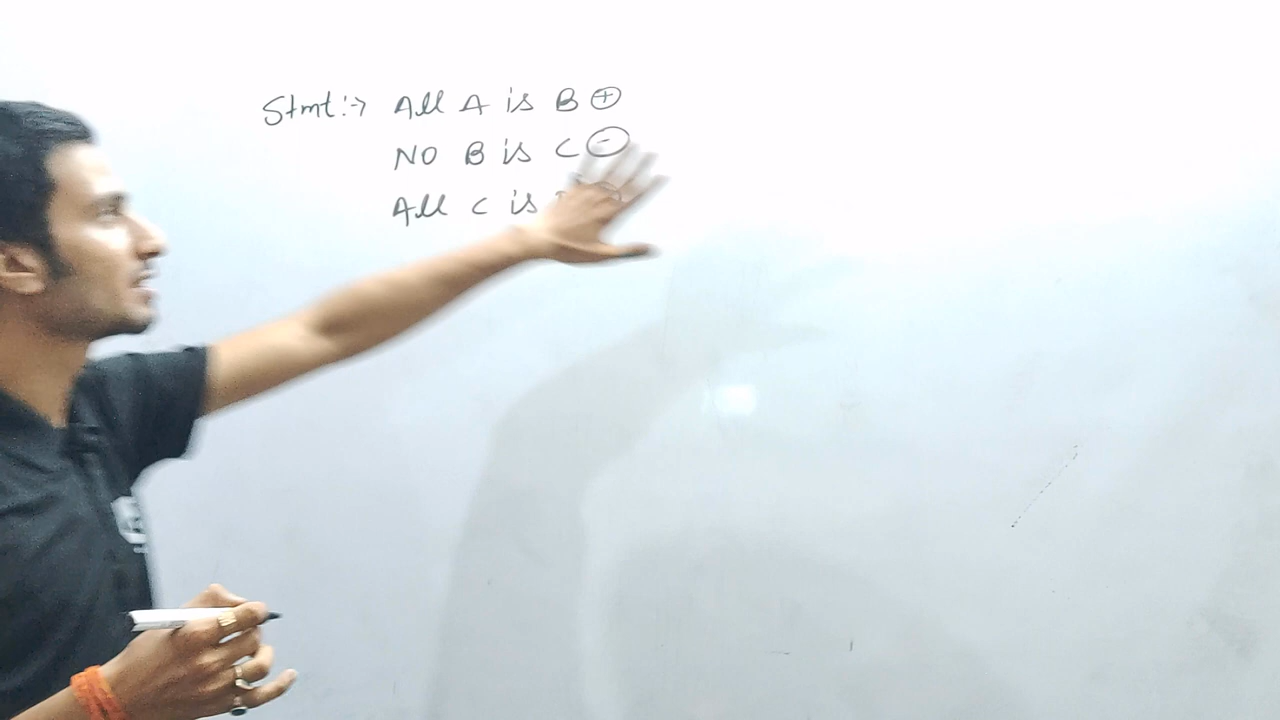 Stmt:→ All A is B ⊕
NO B is C ⊖
All C is